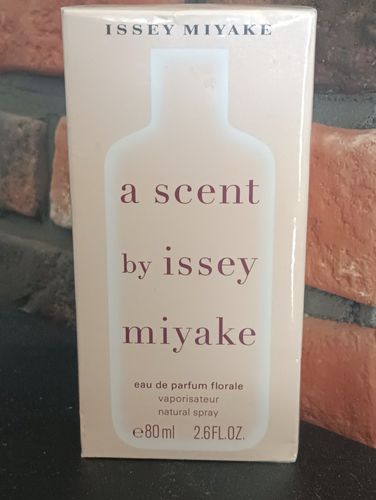 ISSEY MIYAKE
a scent
by issey
miyake
eau de parfum florale
vaporisateur
natural spray
℮80ml 2.6FL.OZ.